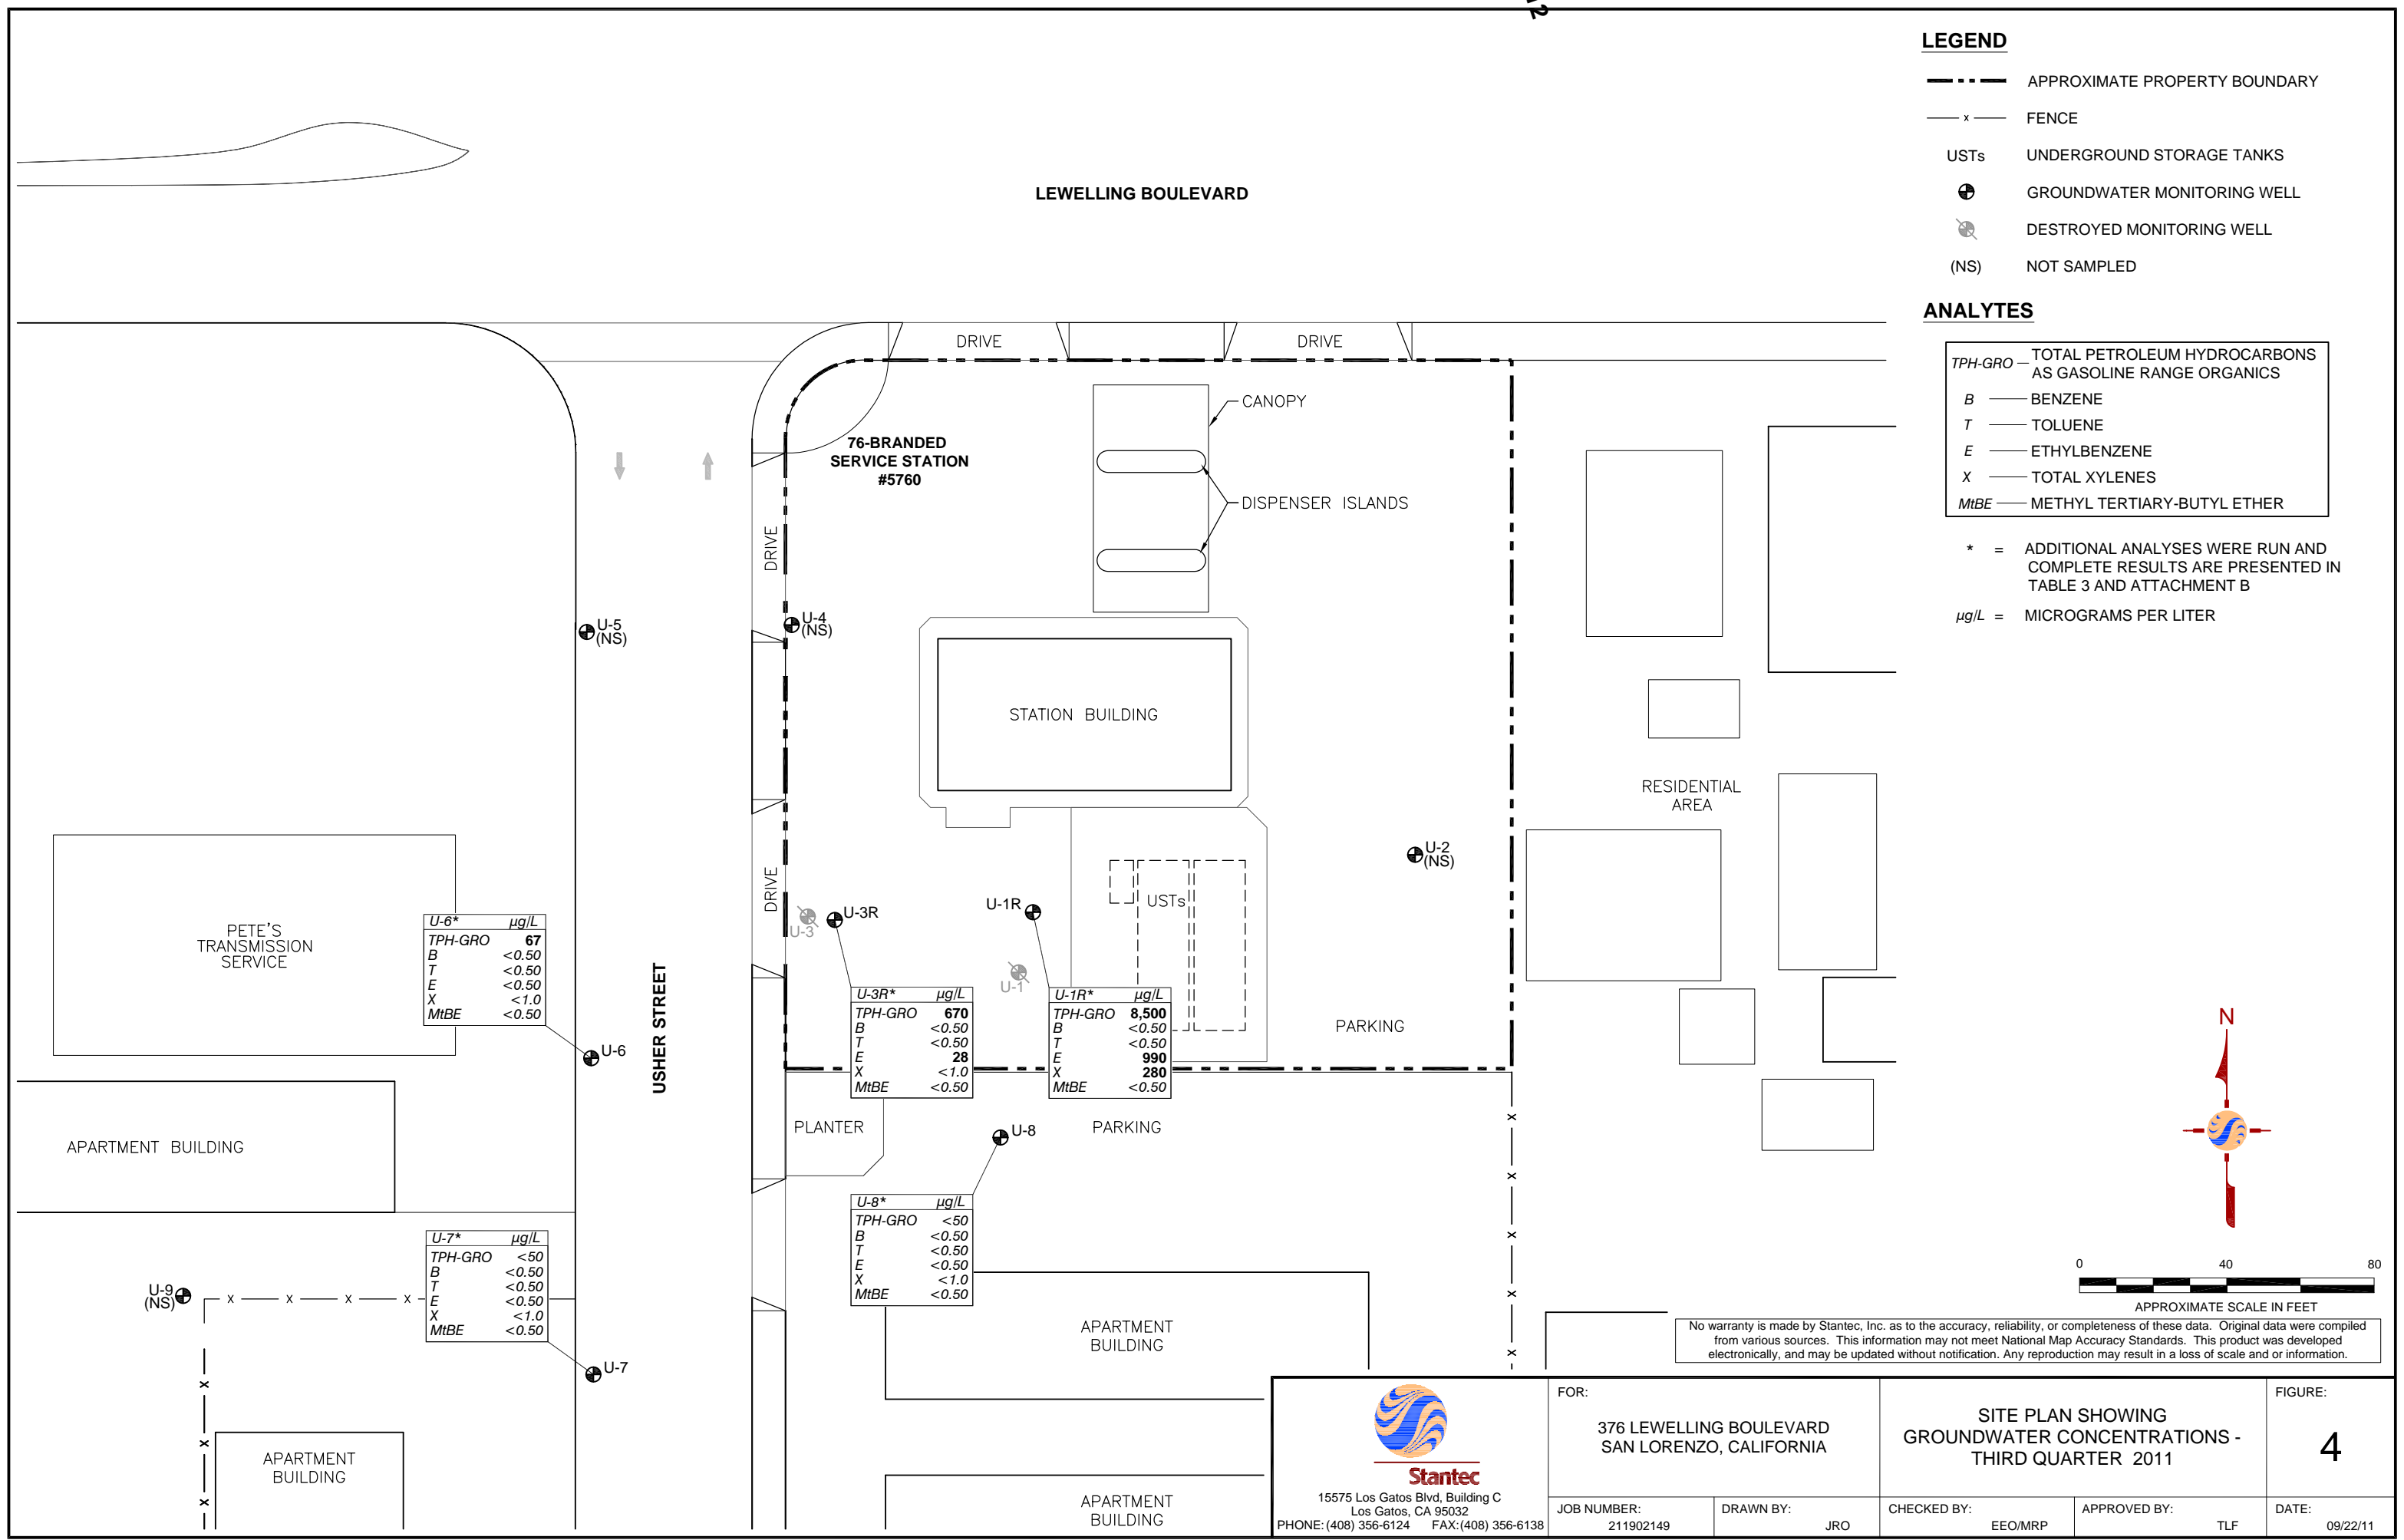 LEGEND
APPROXIMATE PROPERTY BOUNDARY
x FENCE
USTs UNDERGROUND STORAGE TANKS
GROUNDWATER MONITORING WELL
DESTROYED MONITORING WELL
(NS) NOT SAMPLED
ANALYTES
TPH-GRO TOTAL PETROLEUM HYDROCARBONS
AS GASOLINE RANGE ORGANICS
B BENZENE
T TOLUENE
E ETHYLBENZENE
X TOTAL XYLENES
MtBE METHYL TERTIARY-BUTYL ETHER
* = ADDITIONAL ANALYSES WERE RUN AND
COMPLETE RESULTS ARE PRESENTED IN
TABLE 3 AND ATTACHMENT B
µg/L = MICROGRAMS PER LITER
LEWELLING BOULEVARD
DRIVE
DRIVE
CANOPY
76-BRANDED
SERVICE STATION
#5760
DISPENSER ISLANDS
DRIVE
U-5
(NS)
U-4
(NS)
STATION BUILDING
RESIDENTIAL
AREA
U-2
(NS)
DRIVE
U-3R
U-3
U-1R
USTs
U-1
PETE'S
TRANSMISSION
SERVICE
U-6* µg/L
TPH-GRO 67
B <0.50
T <0.50
E <0.50
X <1.0
MtBE <0.50
U-6
USHER STREET
U-3R* µg/L
TPH-GRO 670
B <0.50
T <0.50
E 28
X <1.0
MtBE <0.50
U-1R* µg/L
TPH-GRO 8,500
B <0.50
T <0.50
E 990
X 280
MtBE <0.50
PARKING
N
PLANTER
U-8
PARKING
APARTMENT BUILDING
U-8* µg/L
TPH-GRO <50
B <0.50
T <0.50
E <0.50
X <1.0
MtBE <0.50
U-7* µg/L
TPH-GRO <50
B <0.50
T <0.50
E <0.50
X <1.0
MtBE <0.50
U-9
(NS)
x x x x
U-7
x
x
x
x
x
x
x
x
APARTMENT
BUILDING
APARTMENT
BUILDING
APARTMENT
BUILDING
0 40 80
APPROXIMATE SCALE IN FEET
No warranty is made by Stantec, Inc. as to the accuracy, reliability, or completeness of these data. Original data were compiled
from various sources. This information may not meet National Map Accuracy Standards. This product was developed
electronically, and may be updated without notification. Any reproduction may result in a loss of scale and or information.
Stantec
15575 Los Gatos Blvd, Building C
Los Gatos, CA 95032
PHONE: (408) 356-6124 FAX: (408) 356-6138
FOR:
376 LEWELLING BOULEVARD
SAN LORENZO, CALIFORNIA
SITE PLAN SHOWING
GROUNDWATER CONCENTRATIONS -
THIRD QUARTER 2011
FIGURE:
4
JOB NUMBER:
211902149
DRAWN BY:
JRO
CHECKED BY:
EEO/MRP
APPROVED BY:
TLF
DATE:
09/22/11